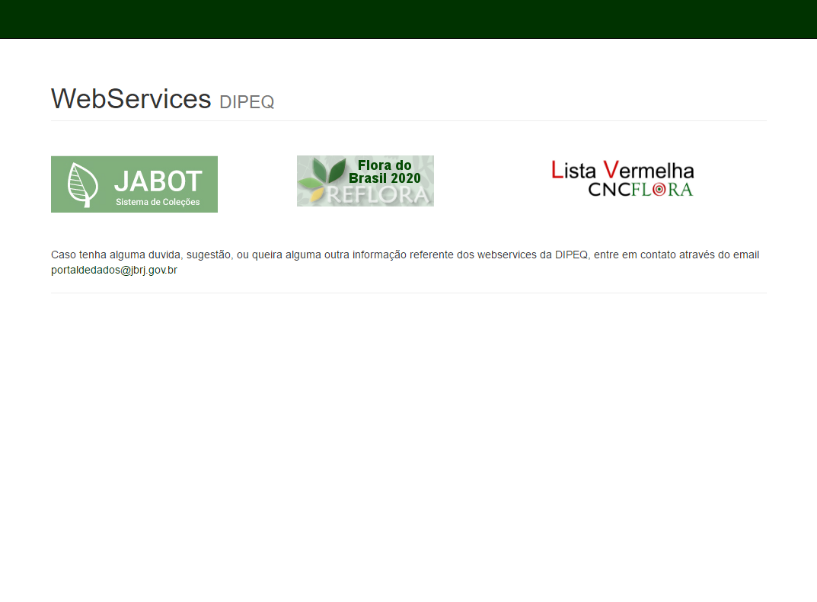 WebServices DIPEQ
JABOT
Sistema de Coleções
Flora do
Brasil 2020
REFLORA
Lista Vermelha
CNCFLORA
Caso tenha alguma duvida, sugestão, ou queira alguma outra informação referente dos webservices da DIPEQ, entre em contato através do email
portaldedados@jbrj.gov.br